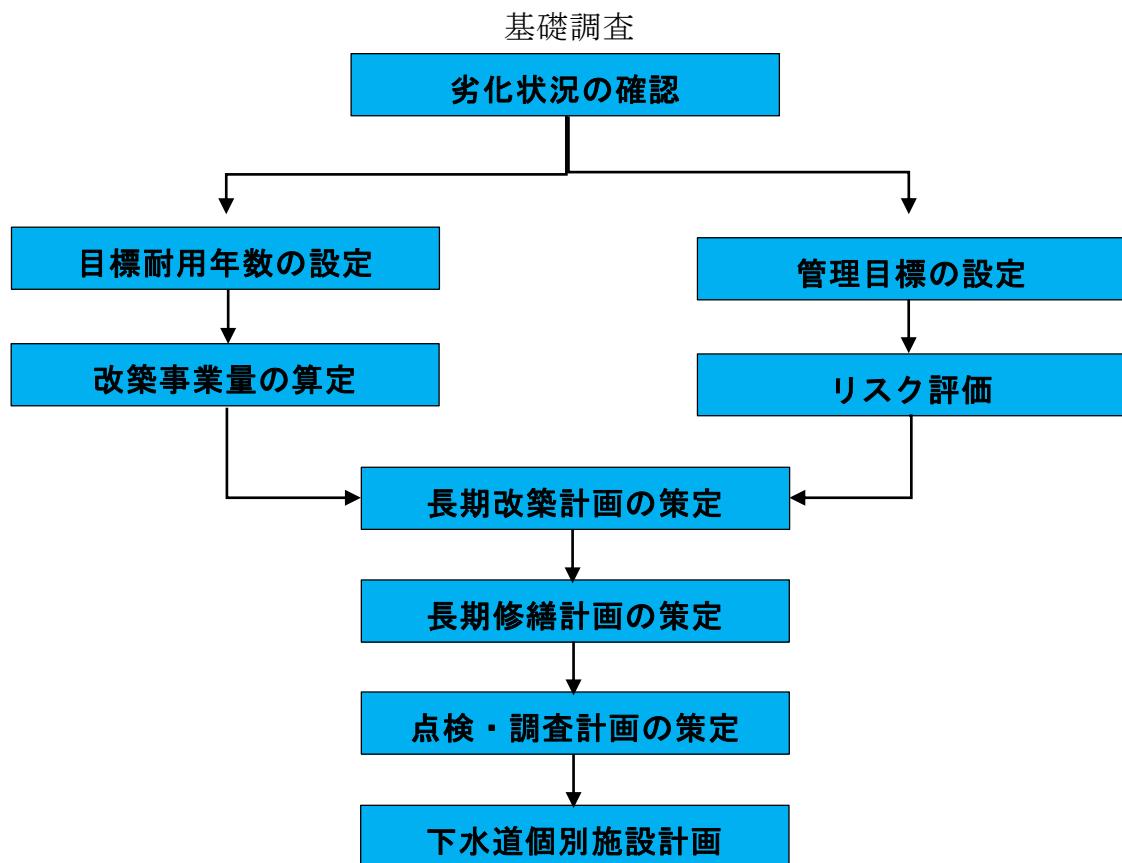 基礎調査
劣化状況の確認
目標耐用年数の設定
管理目標の設定
改築事業量の算定
リスク評価
長期改築計画の策定
長期修繕計画の策定
点検・調査計画の策定
下水道個別施設計画